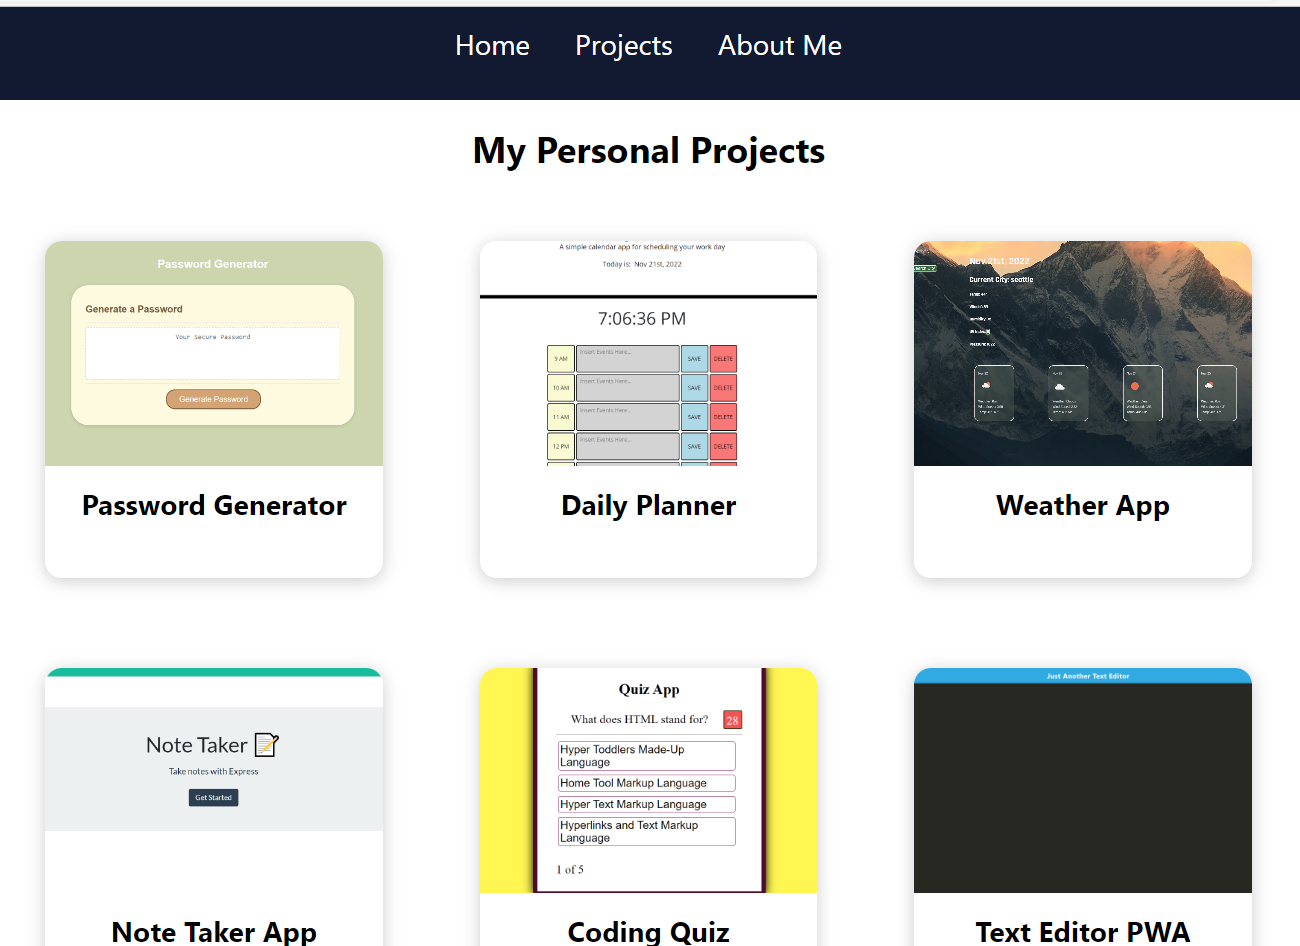 Home Projects About Me
My Personal Projects
Password Generator
Generate a Password
Your Secure Password
Generate Password
Password Generator
A simple calendar app for scheduling your work day
Today is: Nov 21st, 2022
7:06:36 PM
9 AM Insert Events Here... SAVE DELETE
10 AM Insert Events Here... SAVE DELETE
11 AM Insert Events Here... SAVE DELETE
12 PM Insert Events Here... SAVE DELETE
Daily Planner
Nov 21st, 2022
Current City: seattle
Weather App
Note Taker
Take notes with Express
Get Started
Note Taker App
Quiz App
What does HTML stand for? 28
Hyper Toddlers Made-Up
Language
Home Tool Markup Language
Hyper Text Markup Language
Hyperlinks and Text Markup
Language
1 of 5
Coding Quiz
Just Another Text Editor
Text Editor PWA